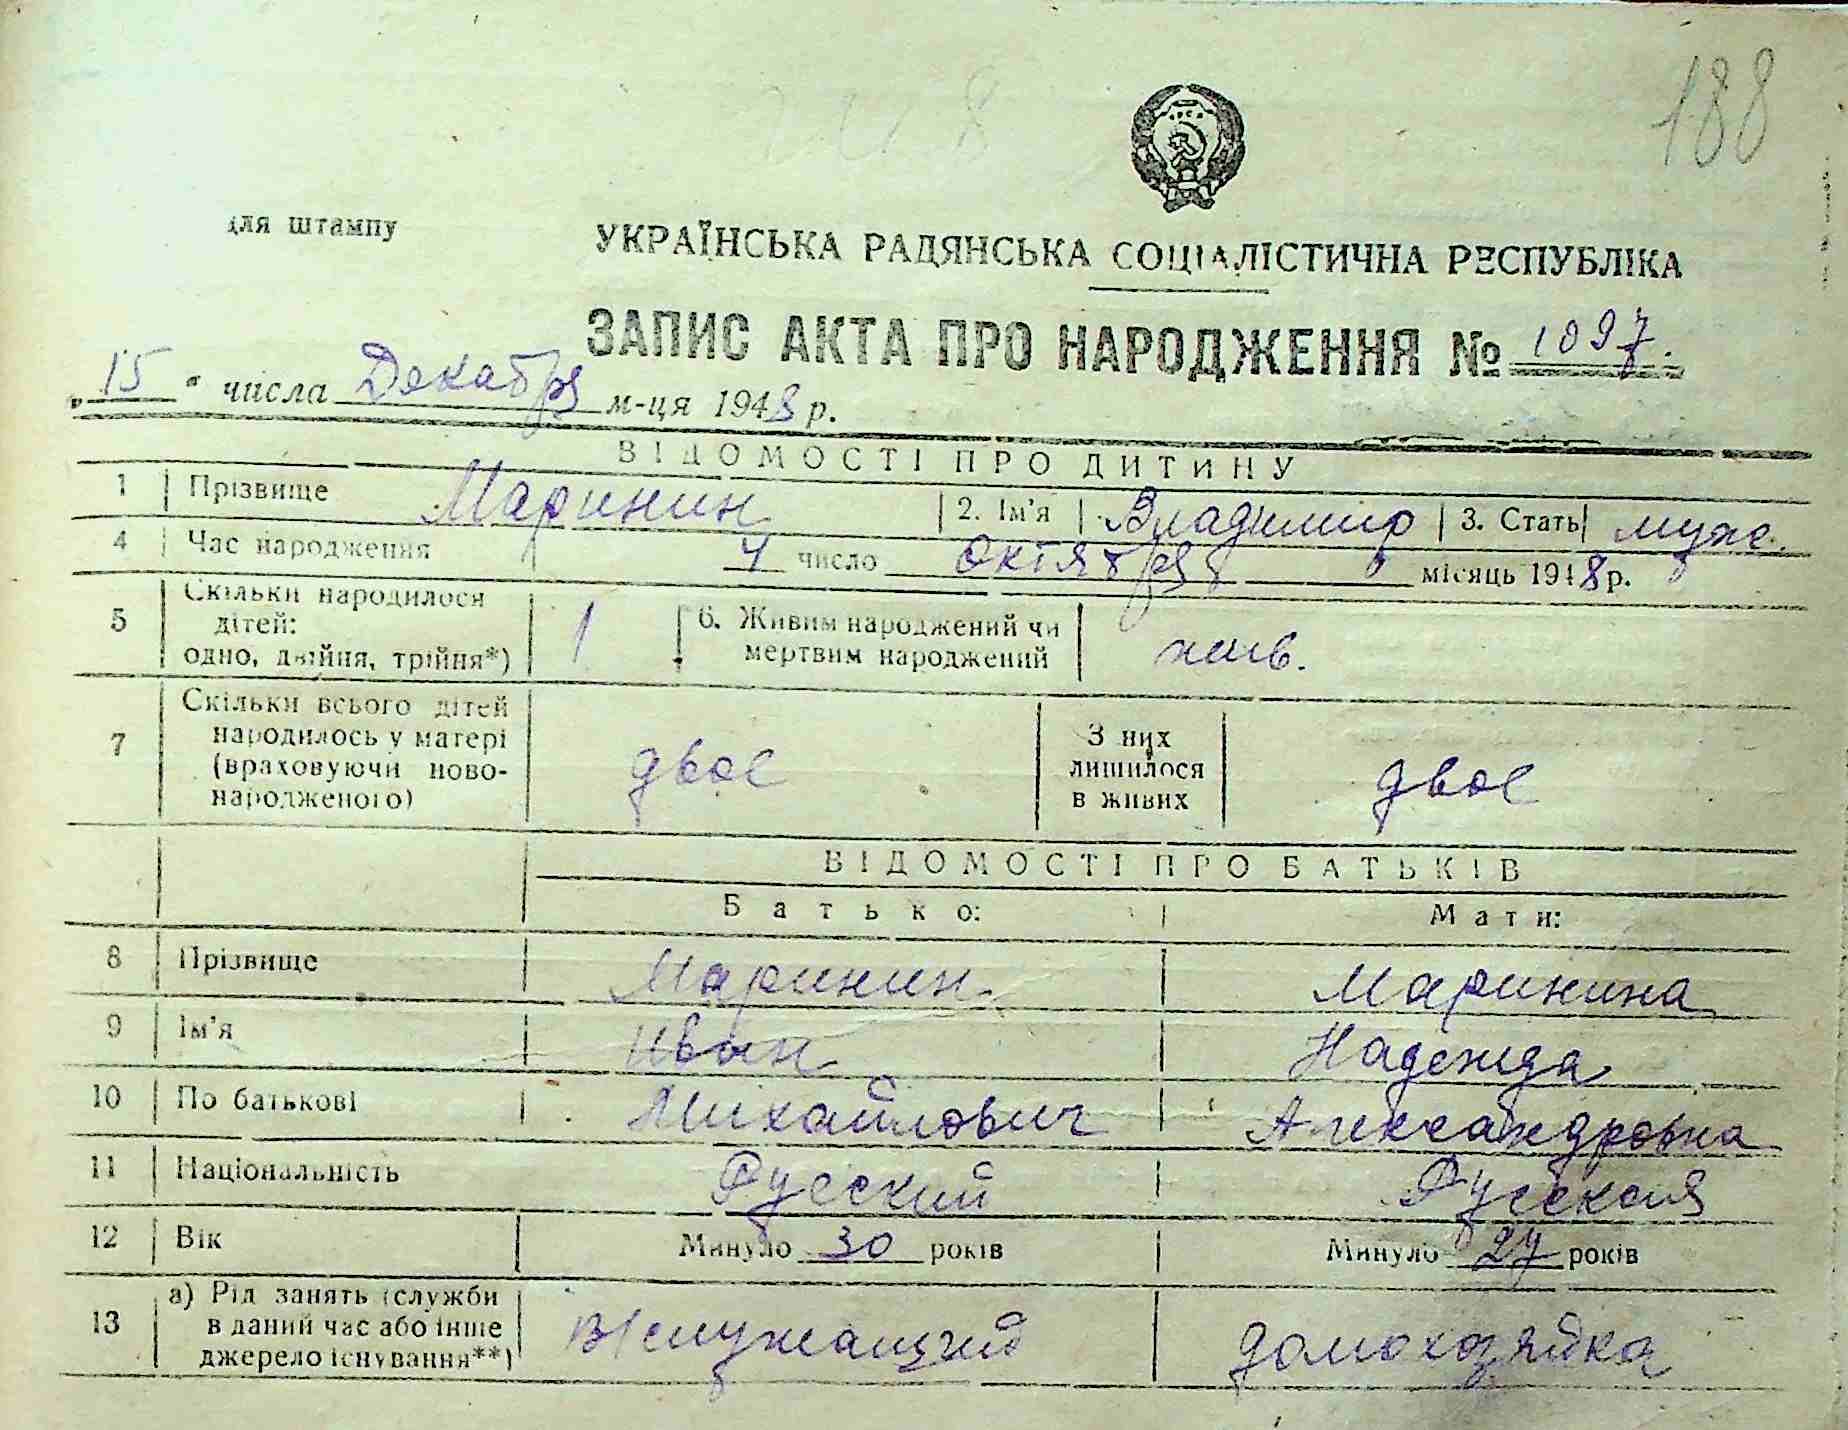 188
для штампу
УКРАЇНСЬКА РАДЯНСЬКА СОЦІАЛІСТИЧНА РЕСПУБЛІКА
ЗАПИС АКТА ПРО НАРОДЖЕННЯ № 1097.
„15" числа Декабря м-ця 1948 р.
ВІДОМОСТІ ПРО ДИТИНУ
1 Прізвище Маринин 2. Ім'я Владимир 3. Стать муж.
4 Час народження 4 число октября місяць 1948 р.
5 Скільки народилося дітей: одно, двійня, трійня*) 1 6. Живим народжений чи мертвим народжений жив.
7 Скільки всього дітей народилось у матері (враховуючи ново-народженого) двое З них лишилося в живих двое
ВІДОМОСТІ ПРО БАТЬКІВ
Батько: Мати:
8 Прізвище Маринин Маринина
9 Ім'я Иван Надежда
10 По батькові Михайлович Александровна
11 Національність Русский Русская
12 Вік Минуло 30 років Минуло 27 років
13 а) Рід занять (служби в даний час або інше джерело існування**) В/служащий домохозяйка